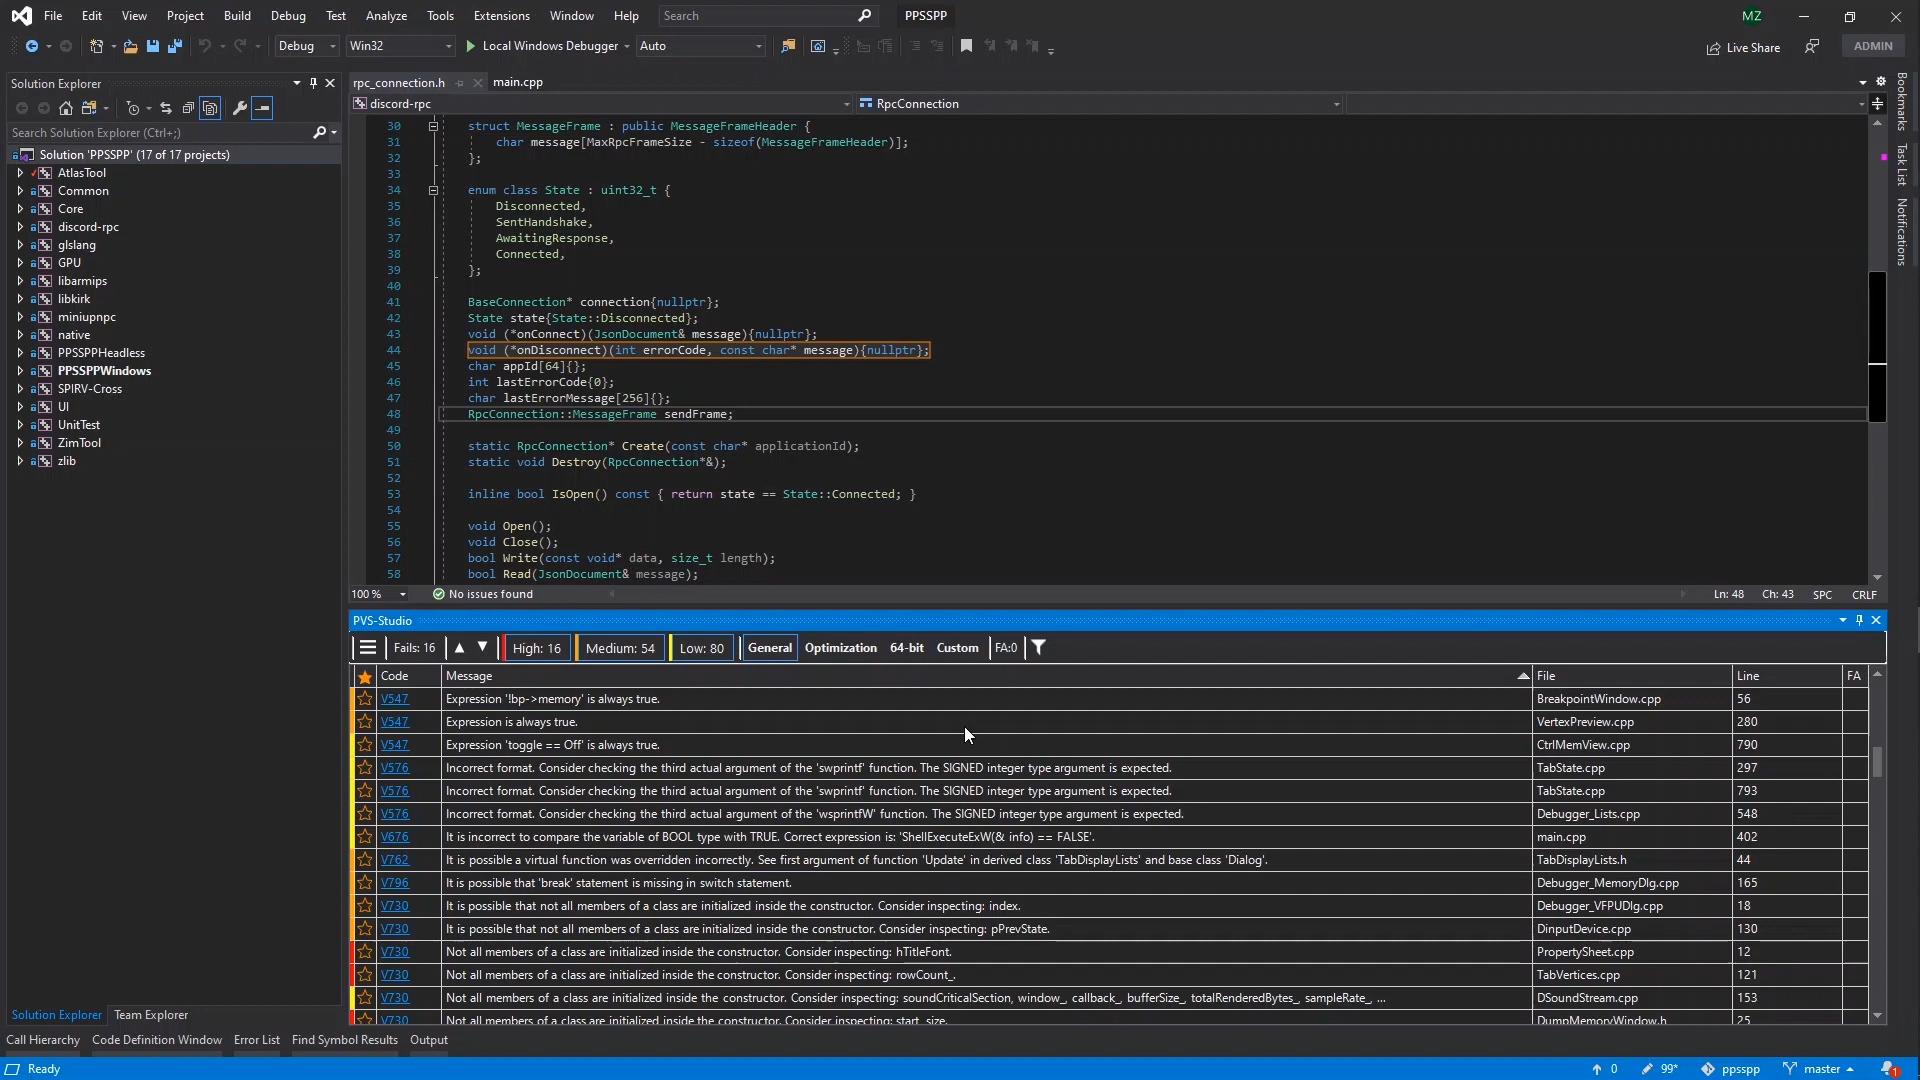 File Edit View Project Build Debug Test Analyze Tools Extensions Window Help Search PPSSPP MZ
Debug Win32 Local Windows Debugger Auto Live Share ADMIN
Solution Explorer
Search Solution Explorer (Ctrl+;)
Solution 'PPSSPP' (17 of 17 projects)
AtlasTool
Common
Core
discord-rpc
glslang
GPU
libarmips
libkirk
miniupnpc
native
PPSSPPHeadless
PPSSPPWindows
SPIRV-Cross
UI
UnitTest
ZimTool
zlib
Solution Explorer Team Explorer
rpc_connection.h main.cpp
discord-rpc RpcConnection
30 struct MessageFrame : public MessageFrameHeader {
31 char message[MaxRpcFrameSize - sizeof(MessageFrameHeader)];
32 };
33
34 enum class State : uint32_t {
35 Disconnected,
36 SentHandshake,
37 AwaitingResponse,
38 Connected,
39 };
40
41 BaseConnection* connection{nullptr};
42 State state{State::Disconnected};
43 void (*onConnect)(JsonDocument& message){nullptr};
44 void (*onDisconnect)(int errorCode, const char* message){nullptr};
45 char appId[64]{};
46 int lastErrorCode{0};
47 char lastErrorMessage[256]{};
48 RpcConnection::MessageFrame sendFrame;
49
50 static RpcConnection* Create(const char* applicationId);
51 static void Destroy(RpcConnection*&);
52
53 inline bool IsOpen() const { return state == State::Connected; }
54
55 void Open();
56 void Close();
57 bool Write(const void* data, size_t length);
58 bool Read(JsonDocument& message);
100 % No issues found Ln: 48 Ch: 43 SPC CRLF
Bookmarks
Task List
Notifications
PVS-Studio
Fails: 16 High: 16 Medium: 54 Low: 80 General Optimization 64-bit Custom FA:0
Code Message File Line FA
V547 Expression '!bp->memory' is always true. BreakpointWindow.cpp 56
V547 Expression is always true. VertexPreview.cpp 280
V547 Expression 'toggle == Off' is always true. CtrlMemView.cpp 790
V576 Incorrect format. Consider checking the third actual argument of the 'swprintf' function. The SIGNED integer type argument is expected. TabState.cpp 297
V576 Incorrect format. Consider checking the third actual argument of the 'swprintf' function. The SIGNED integer type argument is expected. TabState.cpp 793
V576 Incorrect format. Consider checking the third actual argument of the 'wsprintfW' function. The SIGNED integer type argument is expected. Debugger_Lists.cpp 548
V676 It is incorrect to compare the variable of BOOL type with TRUE. Correct expression is: 'ShellExecuteExW(& info) == FALSE'. main.cpp 402
V762 It is possible a virtual function was overridden incorrectly. See first argument of function 'Update' in derived class 'TabDisplayLists' and base class 'Dialog'. TabDisplayLists.h 44
V796 It is possible that 'break' statement is missing in switch statement. Debugger_MemoryDlg.cpp 165
V730 It is possible that not all members of a class are initialized inside the constructor. Consider inspecting: index. Debugger_VFPUDlg.cpp 18
V730 It is possible that not all members of a class are initialized inside the constructor. Consider inspecting: pPrevState. DinputDevice.cpp 130
V730 Not all members of a class are initialized inside the constructor. Consider inspecting: hTitleFont. PropertySheet.cpp 12
V730 Not all members of a class are initialized inside the constructor. Consider inspecting: rowCount_. TabVertices.cpp 121
V730 Not all members of a class are initialized inside the constructor. Consider inspecting: soundCriticalSection, window_, callback_, bufferSize_, totalRenderedBytes_, sampleRate_, ... DSoundStream.cpp 153
V730 Not all members of a class are initialized inside the constructor. Consider inspecting: start, size. DumpMemoryWindow.h 25
Call Hierarchy Code Definition Window Error List Find Symbol Results Output
Ready 0 99* ppsspp master 1